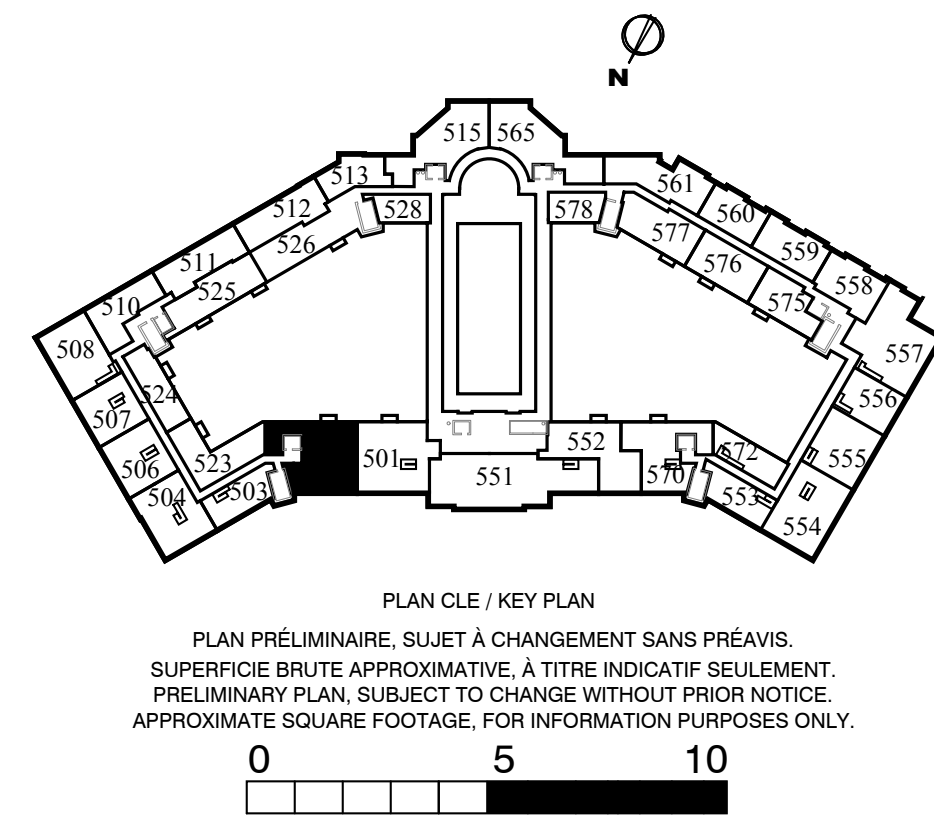 N
515 565
513 561
512 528 578 560
526 577 559
511 576 558
510 525 575
508 557
524 556
507
523 501 552 572
506 551 570 555
504 503 553 554
PLAN CLE / KEY PLAN
PLAN PRÉLIMINAIRE, SUJET À CHANGEMENT SANS PRÉAVIS.
SUPERFICIE BRUTE APPROXIMATIVE, À TITRE INDICATIF SEULEMENT.
PRELIMINARY PLAN, SUBJECT TO CHANGE WITHOUT PRIOR NOTICE.
APPROXIMATE SQUARE FOOTAGE, FOR INFORMATION PURPOSES ONLY.
0 5 10